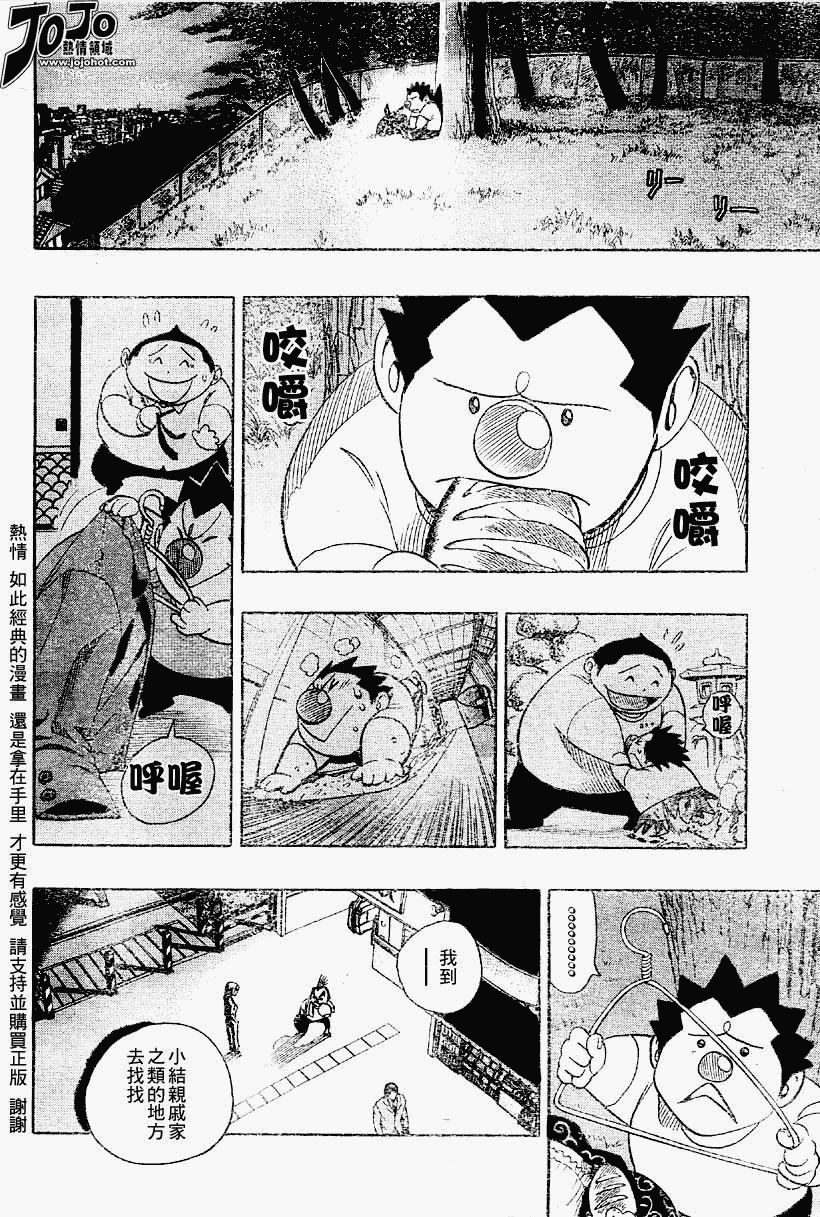 JOJO
熱情領域
www.jojohot.com
リー
リー
咬嚼
咬嚼
呼喔
呼喔
………
我到
——
小結親戚家
之類的地方
去找找
熱情 如此經典的漫畫 還是拿在手里 才更有感覺 請支持並購買正版 謝謝